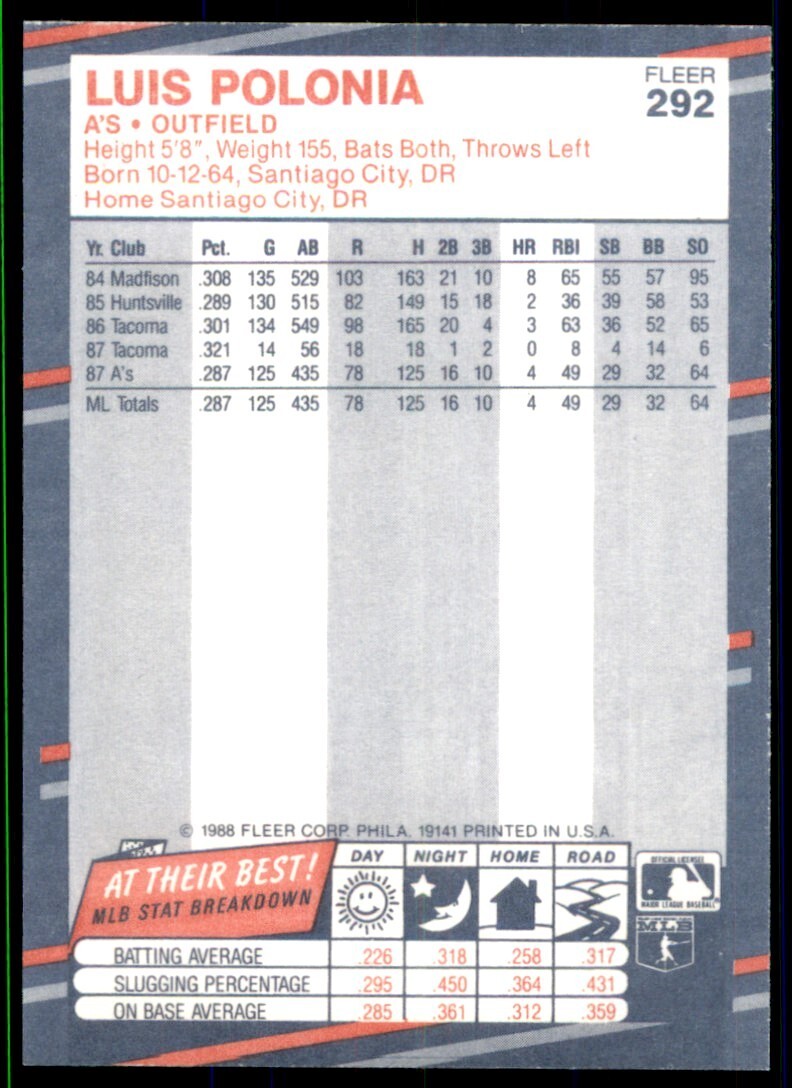 LUIS POLONIA
FLEER
292
A'S • OUTFIELD
Height 5'8", Weight 155, Bats Both, Throws Left
Born 10-12-64, Santiago City, DR
Home Santiago City, DR
Yr. Club Pct. G AB R H 2B 3B HR RBI SB BB SO
84 Madfison .308 135 529 103 163 21 10 8 65 55 57 95
85 Huntsville .289 130 515 82 149 15 18 2 36 39 58 53
86 Tacoma .301 134 549 98 165 20 4 3 63 36 52 65
87 Tacoma .321 14 56 18 18 1 2 0 8 4 14 6
87 A's .287 125 435 78 125 16 10 4 49 29 32 64
ML Totals .287 125 435 78 125 16 10 4 49 29 32 64
© 1988 FLEER CORP. PHILA. 19141 PRINTED IN U.S.A.
AT THEIR BEST!
MLB STAT BREAKDOWN
DAY NIGHT HOME ROAD
OFFICIAL LICENSEE
MAJOR LEAGUE BASEBALL
MLB
BATTING AVERAGE .226 .318 .258 .317
SLUGGING PERCENTAGE .295 .450 .364 .431
ON BASE AVERAGE .285 .361 .312 .359